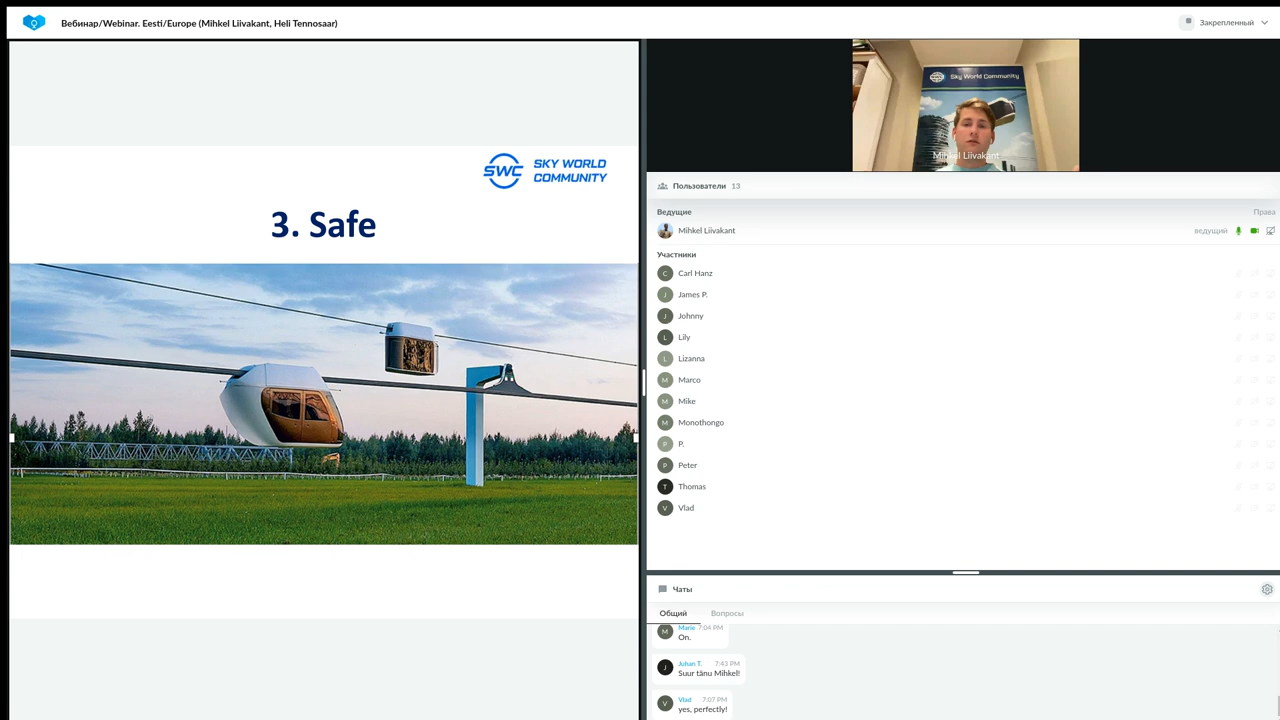 Вебинар/Webinar. Eesti/Europe (Mihkel Liivakant, Heli Tennosaar)
Закрепленный
SWC SKY WORLD
COMMUNITY
3. Safe
Sky World Community
Mihkel Liivakant
Пользователи 13
Ведущие Права
Mihkel Liivakant ведущий
Участники
C Carl Hanz
J James P.
J Johnny
L Lily
L Lizanna
M Marco
M Mike
M Monothongo
P P.
P Peter
T Thomas
V Vlad
Чаты
Общий Вопросы
M Marie 7:04 PM
On.
J Juhan T. 7:43 PM
Suur tänu Mihkel!
V Vlad 7:07 PM
yes, perfectly!